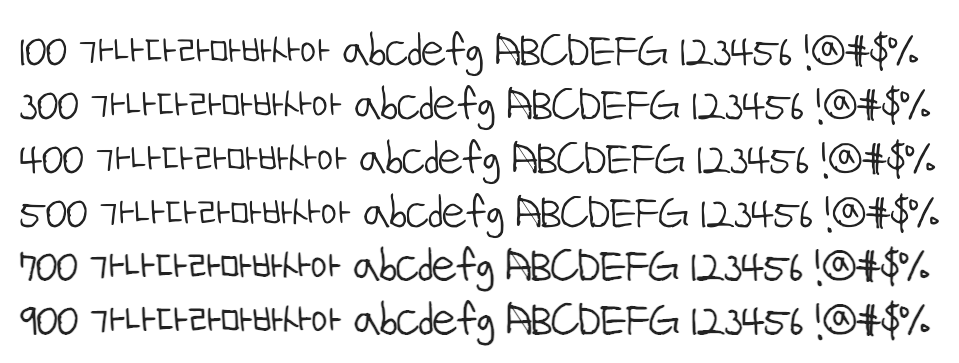 100 가나다라마바사아 abcdefg ABCDEFG 123456 !@#$%
300 가나다라마바사아 abcdefg ABCDEFG 123456 !@#$%
400 가나다라마바사아 abcdefg ABCDEFG 123456 !@#$%
500 가나다라마바사아 abcdefg ABCDEFG 123456 !@#$%
700 가나다라마바사아 abcdefg ABCDEFG 123456 !@#$%
900 가나다라마바사아 abcdefg ABCDEFG 123456 !@#$%